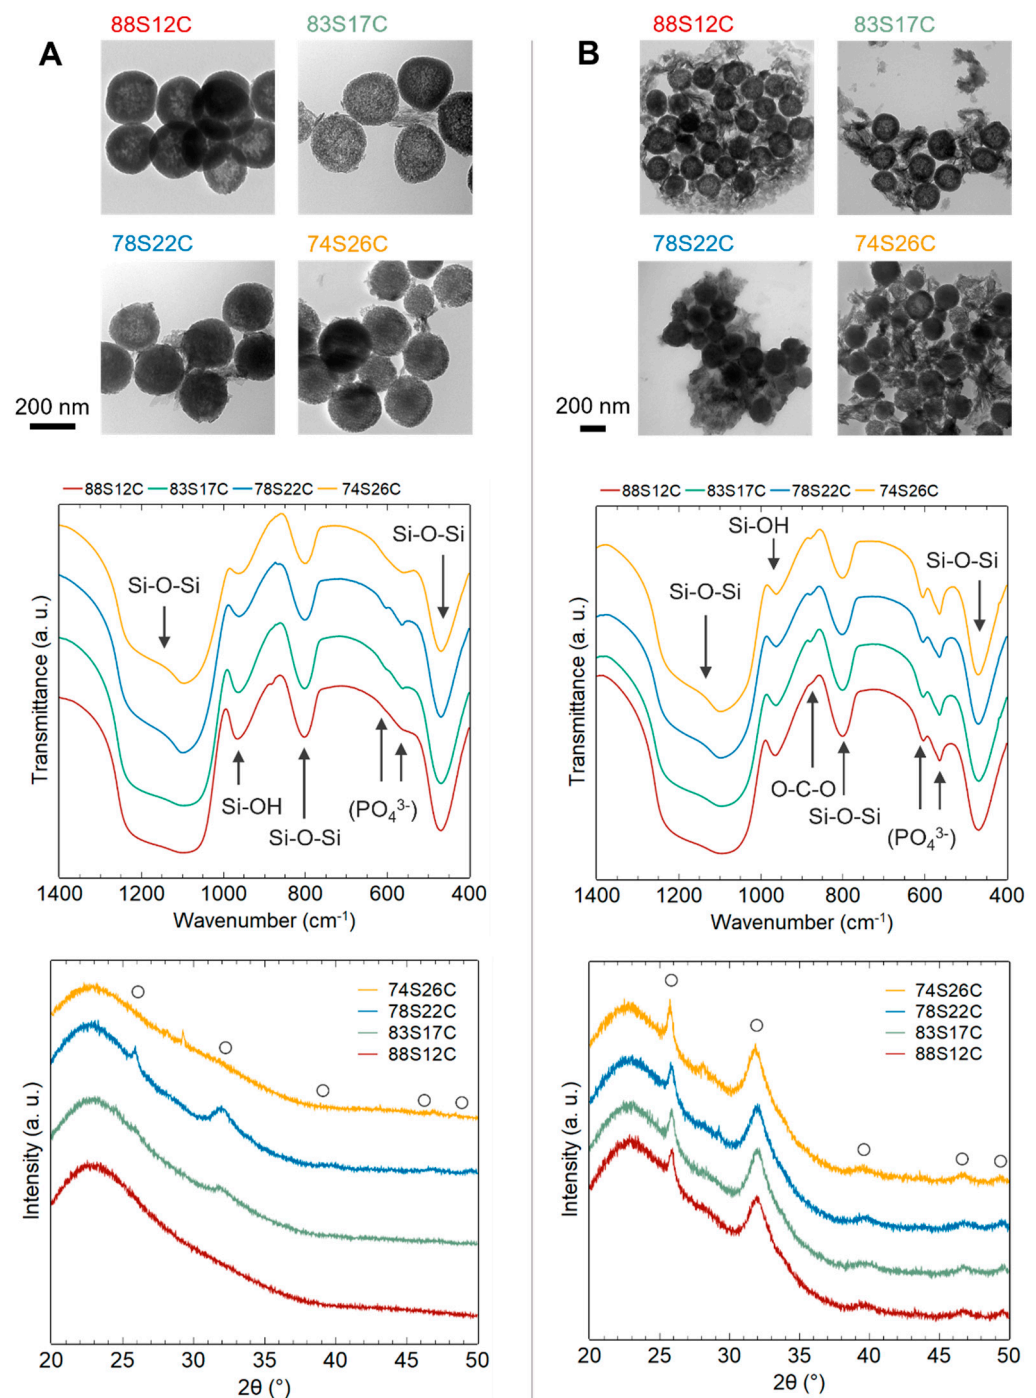 A
88S12C 83S17C
78S22C 74S26C
200 nm
88S12C 83S17C 78S22C 74S26C
Si-O-Si
Si-O-Si
Si-OH
Si-O-Si
(PO₄³⁻)
Transmittance (a. u.)
1400 1200 1000 800 600 400
Wavenumber (cm⁻¹)
74S26C
78S22C
83S17C
88S12C
Intensity (a. u.)
20 25 30 35 40 45 50
2θ (°)
B
88S12C 83S17C
78S22C 74S26C
200 nm
88S12C 83S17C 78S22C 74S26C
Si-OH
Si-O-Si
Si-O-Si
O-C-O
Si-O-Si
(PO₄³⁻)
Transmittance (a. u.)
1400 1200 1000 800 600 400
Wavenumber (cm⁻¹)
74S26C
78S22C
83S17C
88S12C
Intensity (a. u.)
20 25 30 35 40 45 50
2θ (°)